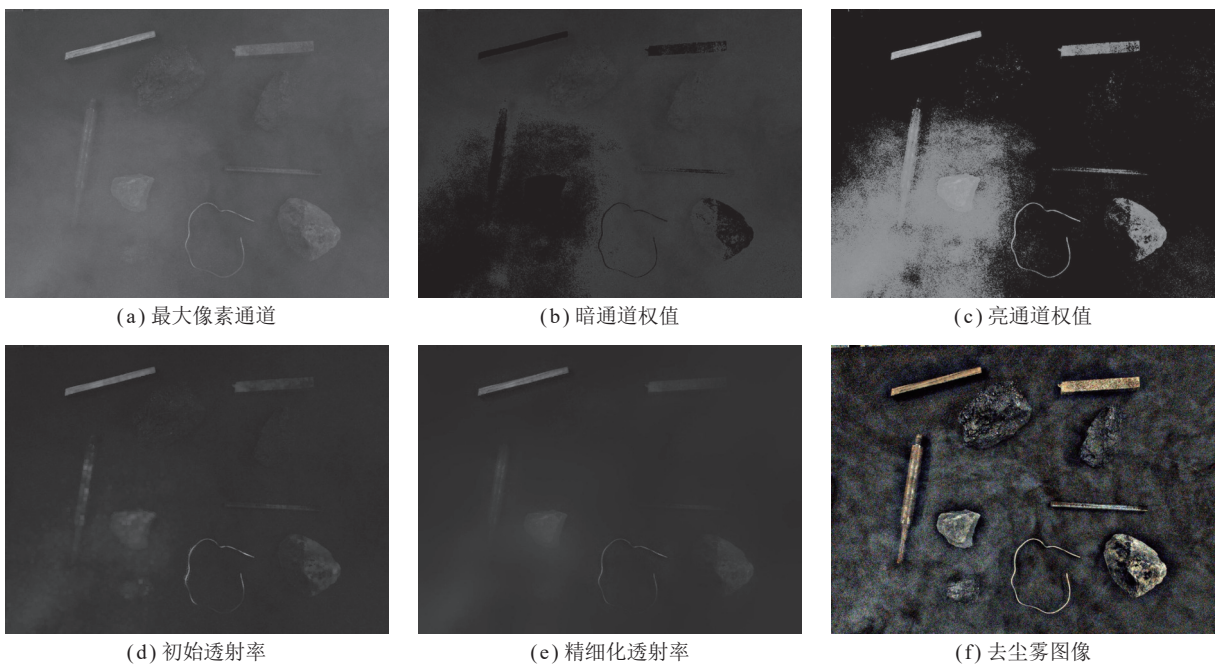 (a) 最大像素通道
(b) 暗通道权值
(c) 亮通道权值
(d) 初始透射率
(e) 精细化透射率
(f) 去尘雾图像